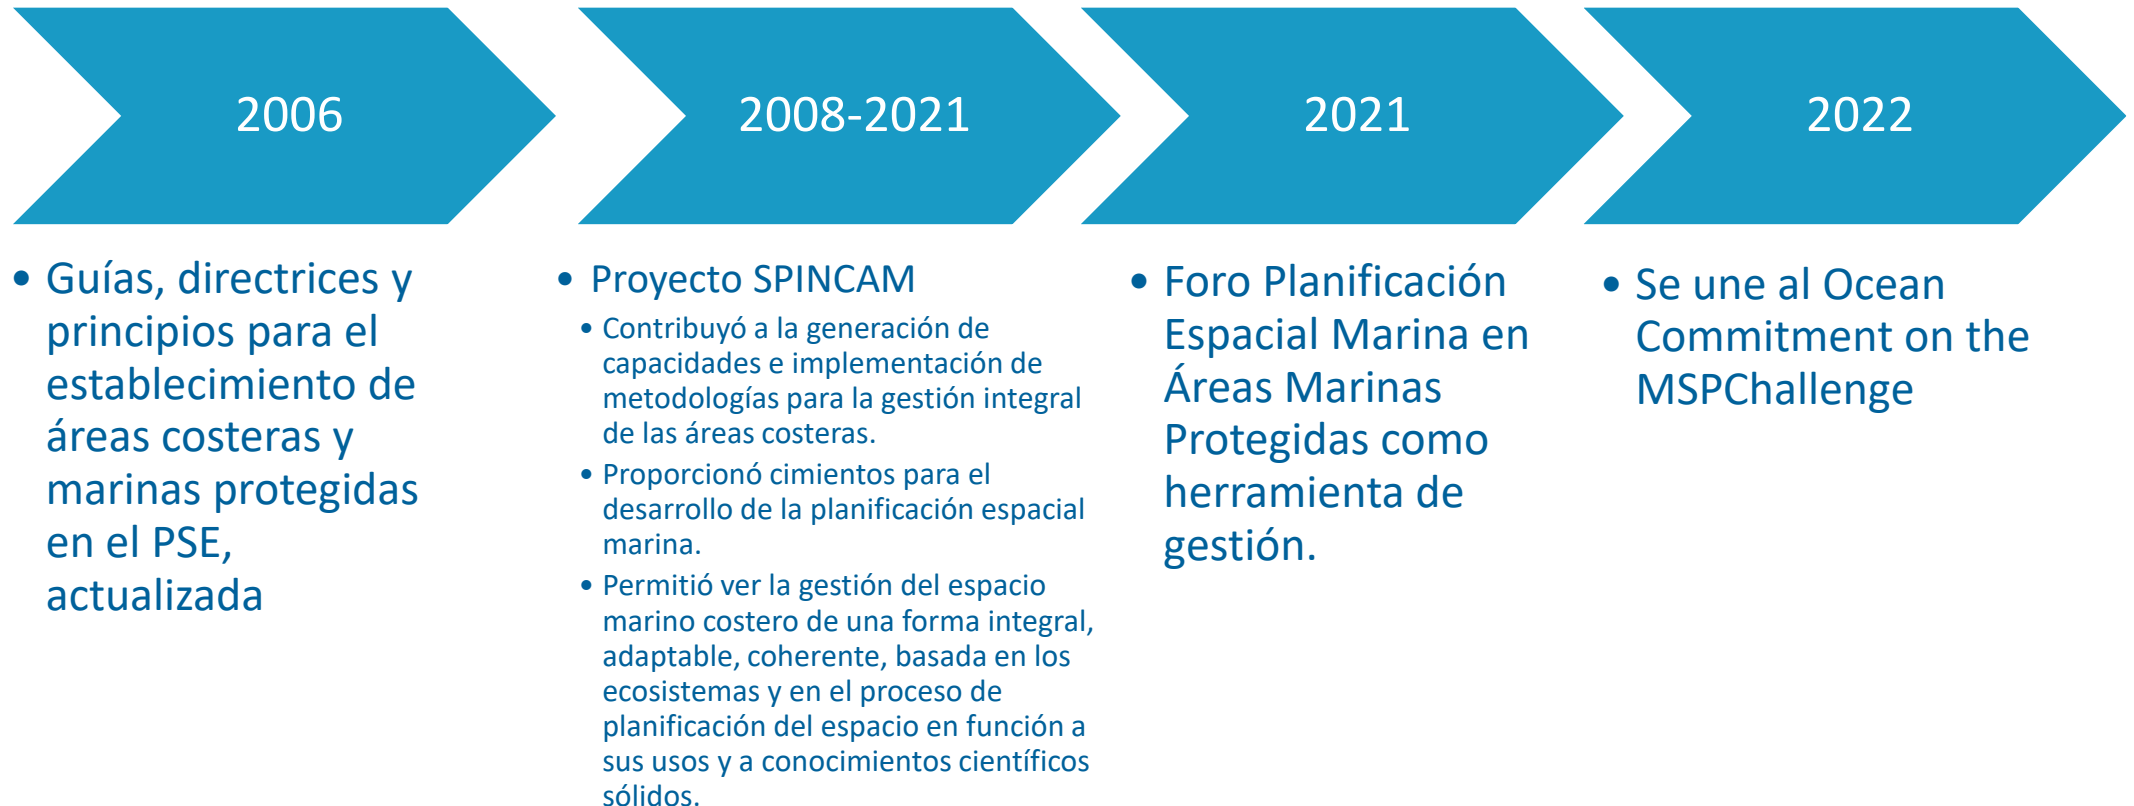 2006
• Guías, directrices y
principios para el
establecimiento de
áreas costeras y
marinas protegidas
en el PSE,
actualizada
2008-2021
• Proyecto SPINCAM
• Contribuyó a la generación de
capacidades e implementación de
metodologías para la gestión integral
de las áreas costeras.
• Proporcionó cimientos para el
desarrollo de la planificación espacial
marina.
• Permitió ver la gestión del espacio
marino costero de una forma integral,
adaptable, coherente, basada en los
ecosistemas y en el proceso de
planificación del espacio en función a
sus usos y a conocimientos científicos
sólidos.
2021
• Foro Planificación
Espacial Marina en
Áreas Marinas
Protegidas como
herramienta de
gestión.
2022
• Se une al Ocean
Commitment on the
MSPChallenge